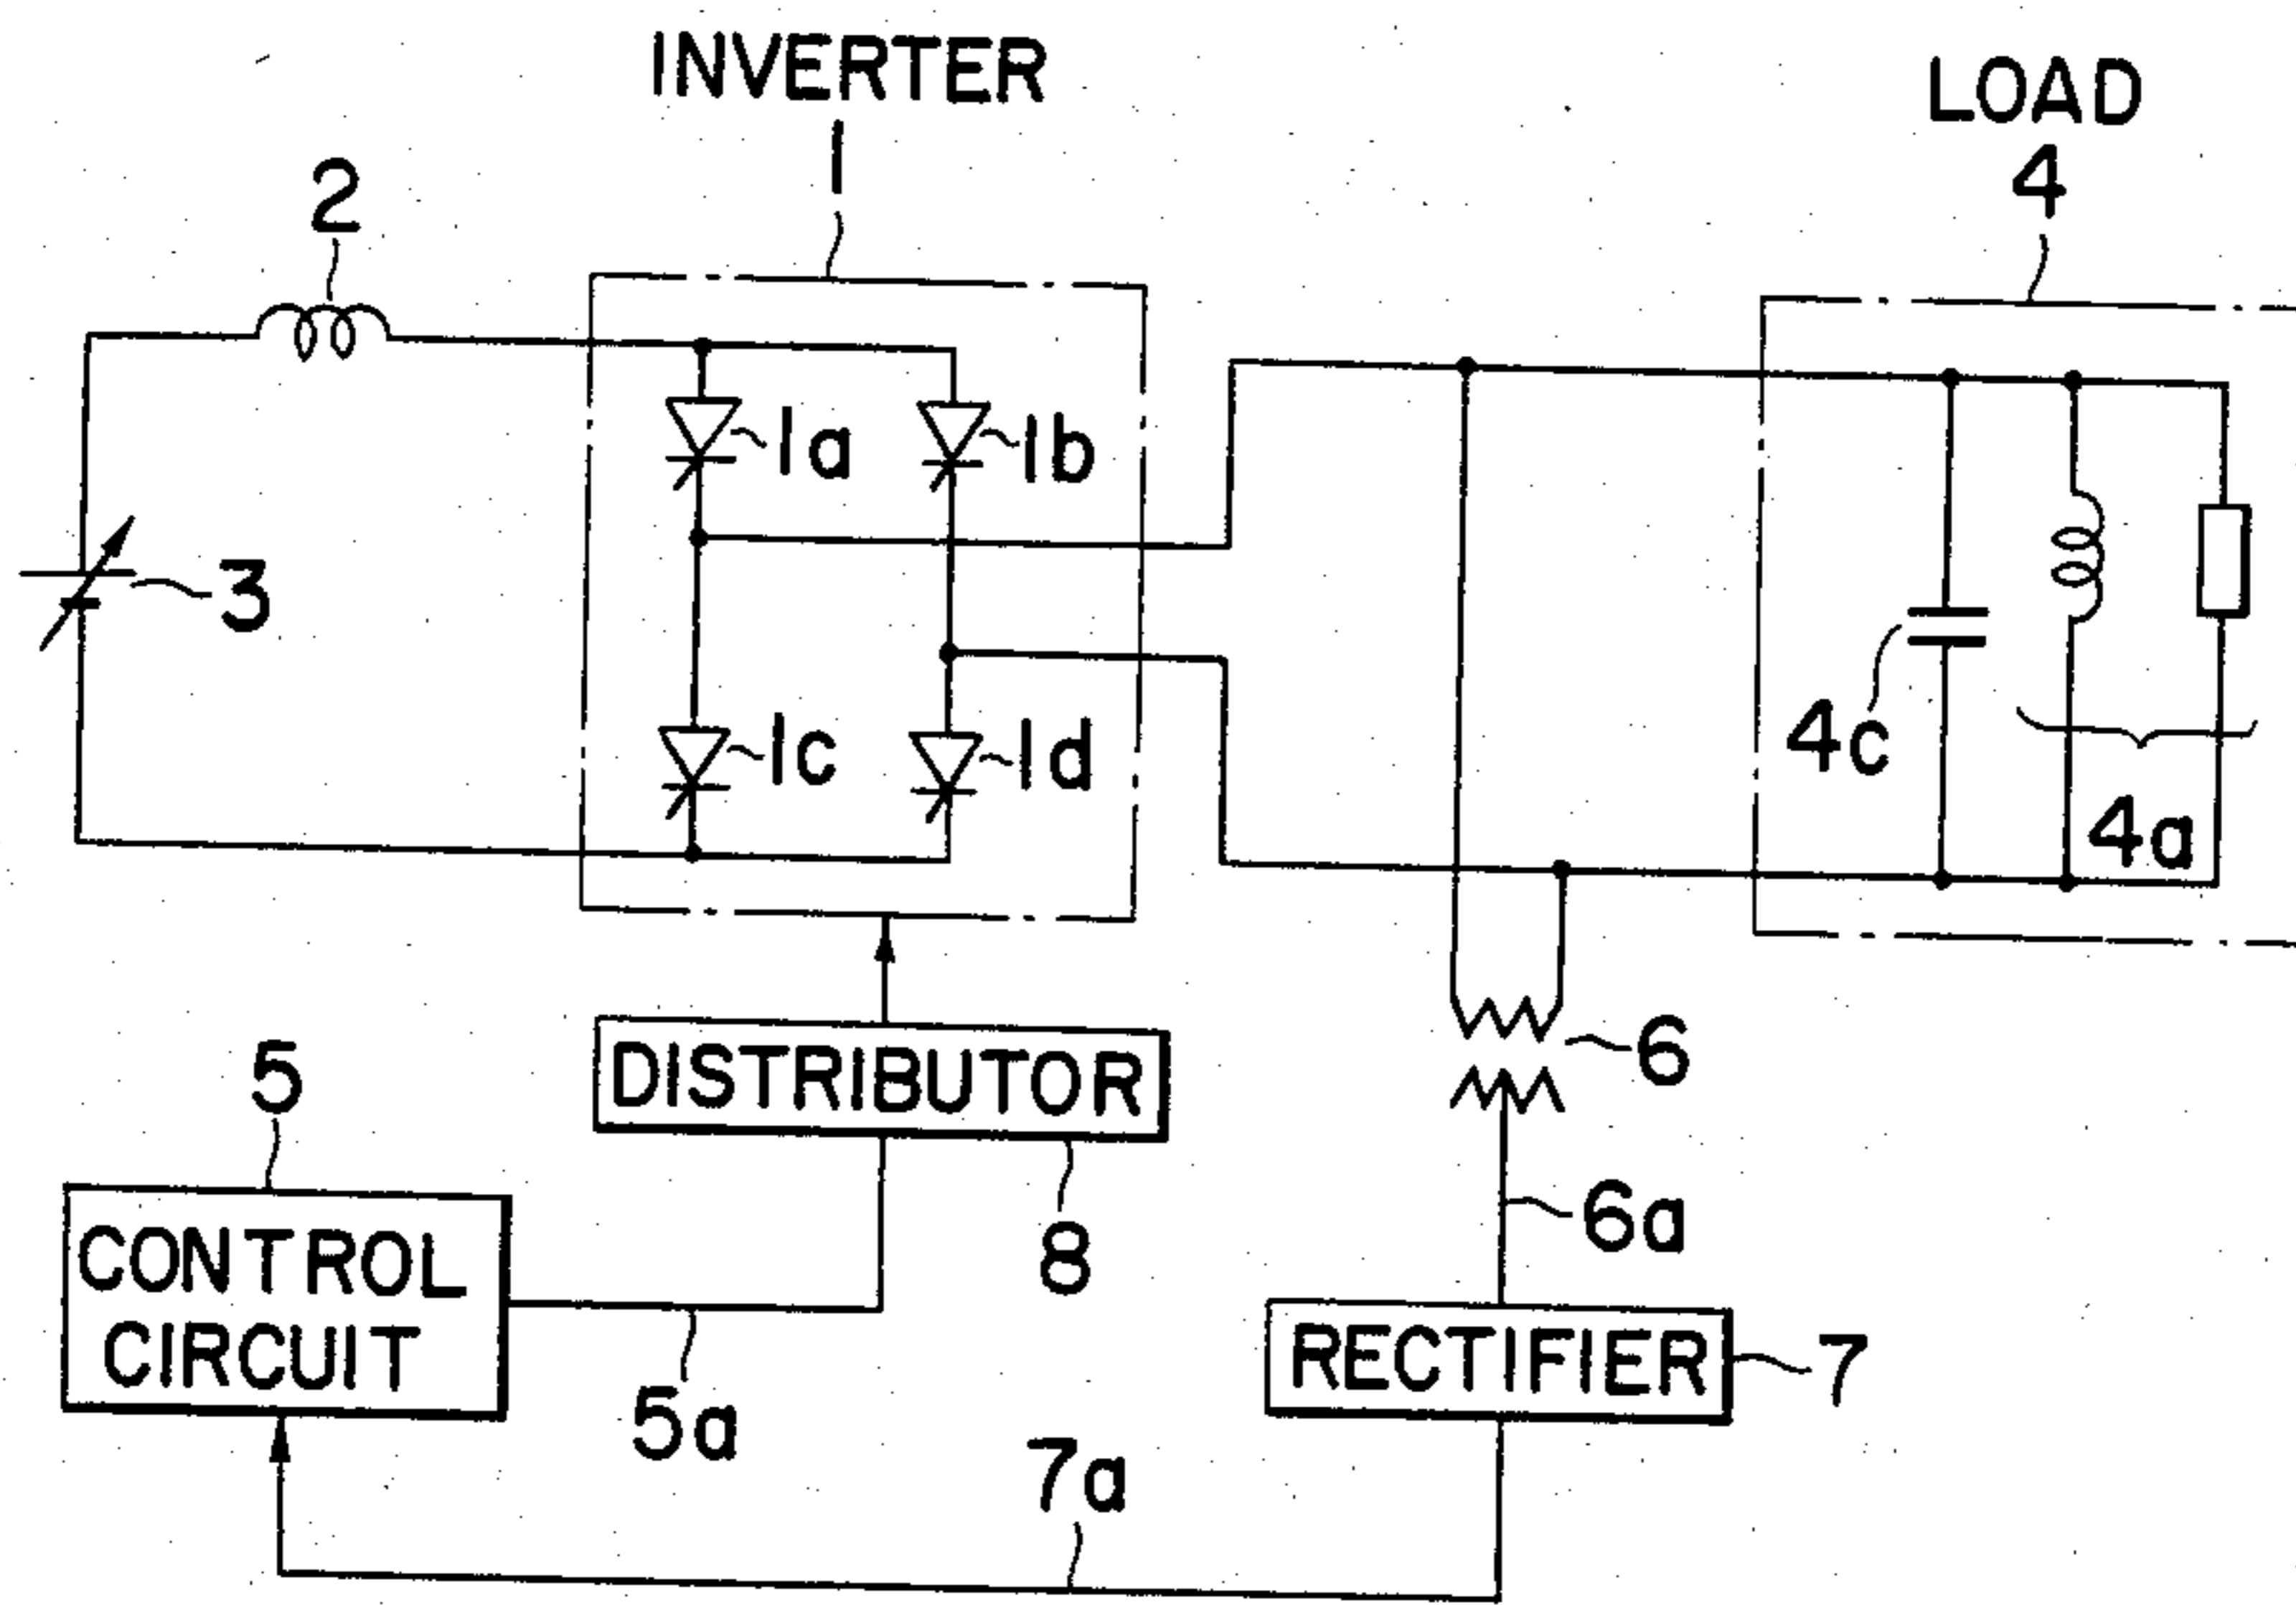 INVERTER
1
LOAD
4
2
1a
1b
3
1c
1d
4c
4a
5
DISTRIBUTOR
6
8
6a
CONTROL
CIRCUIT
RECTIFIER
7
5a
7a